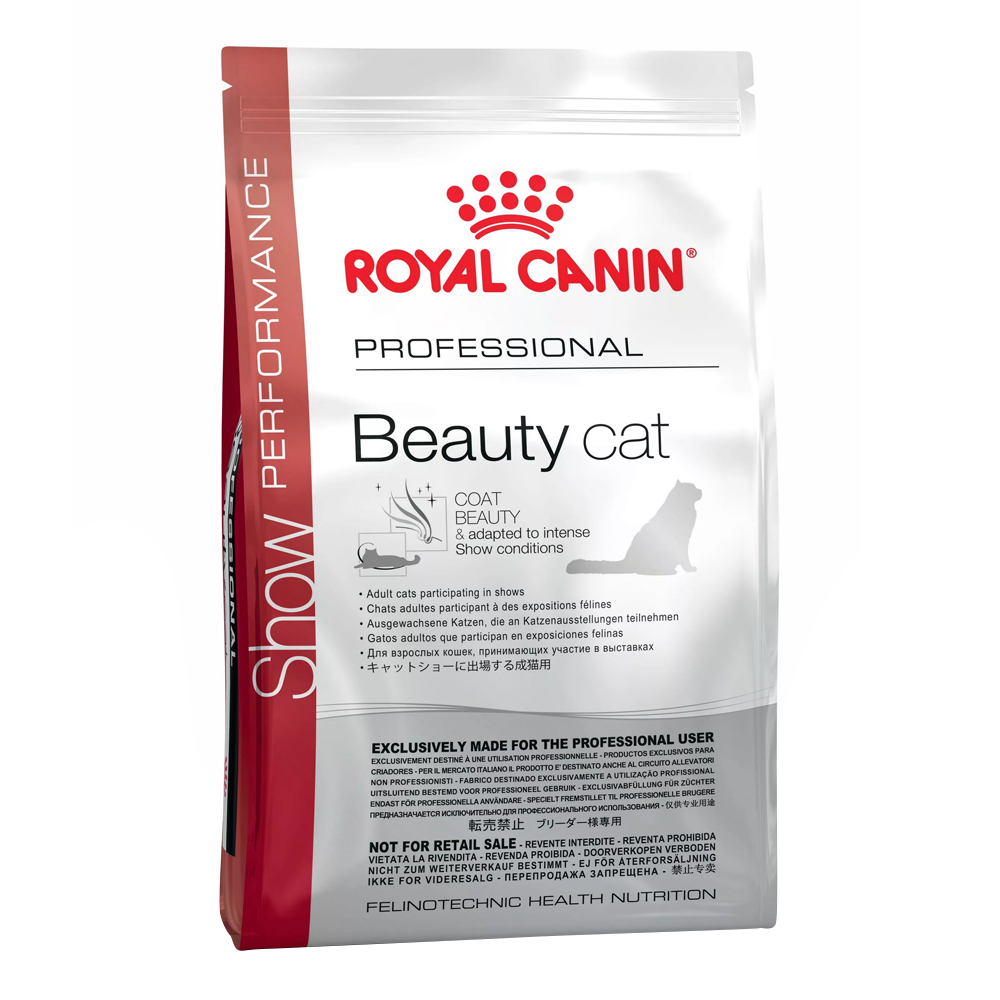 Show PERFORMANCE
ROYAL CANIN®
PROFESSIONAL
Beauty cat
COAT
BEAUTY
& adapted to intense
Show conditions
• Adult cats participating in shows
• Chats adultes participant à des expositions félines
• Ausgewachsene Katzen, die an Katzenausstellungen teilnehmen
• Gatos adultos que participan en exposiciones felinas
• Для взрослых кошек, принимающих участие в выставках
• キャットショーに出場する成猫用
EXCLUSIVELY MADE FOR THE PROFESSIONAL USER
EXCLUSIVEMENT DESTINÉ À UNE UTILISATION PROFESSIONNELLE - PRODUCTOS EXCLUSIVOS PARA
CRIADORES - PER IL MERCATO ITALIANO IL PRODOTTO E' DESTINATO ANCHE AL CIRCUITO ALLEVATORI
NON PROFESSIONISTI - FABRICO DESTINADO EXCLUSIVAMENTE A UTILIZAÇÃO PROFISSIONAL
UITSLUITEND BESTEMD VOOR PROFESSIONEEL GEBRUIK - EXCLUSIVABFÜLLUNG FÜR ZÜCHTER
ENDAST FÖR PROFESSIONELLA ANVÄNDARE - SPECIELT FREMSTILLET TIL PROFESSIONELLE BRUGERE
ПРЕДНАЗНАЧАЕТСЯ ИСКЛЮЧИТЕЛЬНО ДЛЯ ПРОФЕССИОНАЛЬНОГО ИСПОЛЬЗОВАНИЯ - 仅供专业用途
転売禁止 ブリーダー様専用
NOT FOR RETAIL SALE - REVENTE INTERDITE - REVENTA PROHIBIDA
VIETATA LA RIVENDITA - REVENDA PROIBIDA - DOORVERKOPEN VERBODEN
NICHT ZUM WEITERVERKAUF BESTIMMT - EJ FÖR ÅTERFÖRSÄLJNING
IKKE FOR VIDERESALG - ПЕРЕПРОДАЖА ЗАПРЕЩЕНА - 禁止专卖
FELINOTECHNIC HEALTH NUTRITION